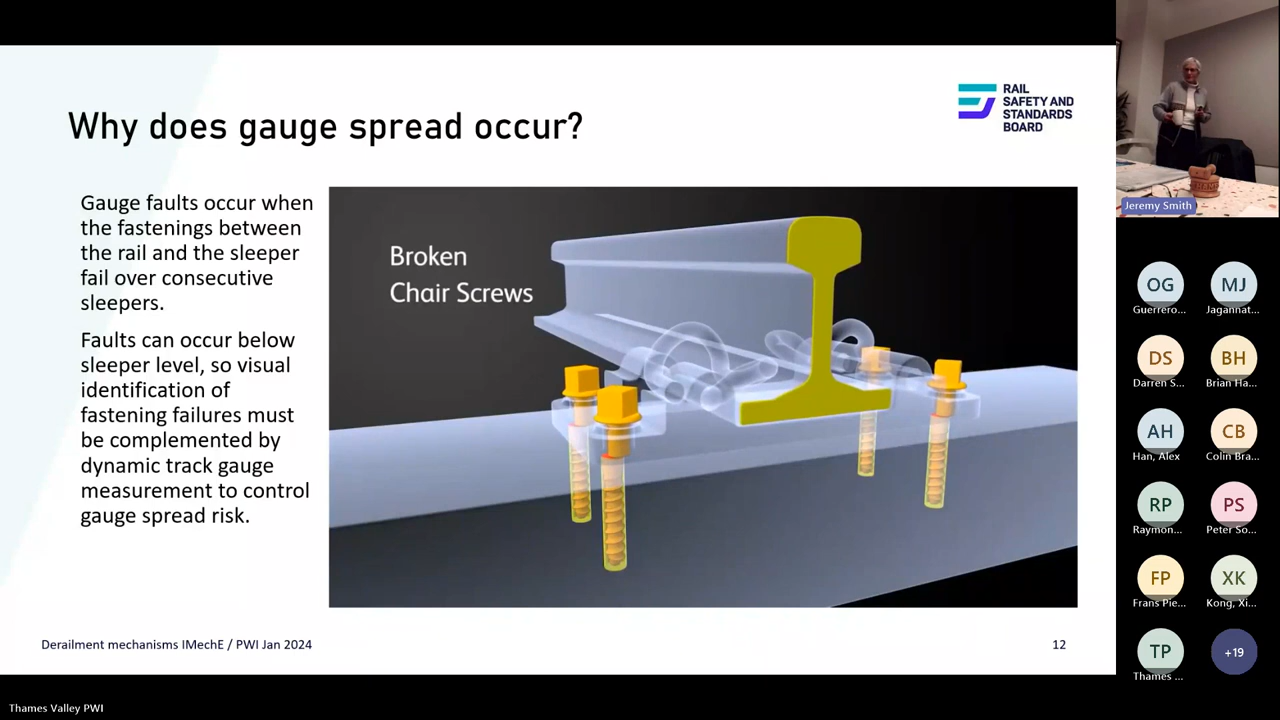 Why does gauge spread occur?
RAIL
SAFETY AND
STANDARDS
BOARD
Gauge faults occur when
the fastenings between
the rail and the sleeper
fail over consecutive
sleepers.
Faults can occur below
sleeper level, so visual
identification of
fastening failures must
be complemented by
dynamic track gauge
measurement to control
gauge spread risk.
Broken
Chair Screws
Derailment mechanisms IMechE / PWI Jan 2024
12
Jeremy Smith
OG
Guerrero...
MJ
Jagannat...
DS
Darren S...
BH
Brian Ha...
AH
Han, Alex
CB
Colin Bra...
RP
Raymon...
PS
Peter So...
FP
Frans Pie...
XK
Kong, Xi...
TP
Thames ...
+19
Thames Valley PWI